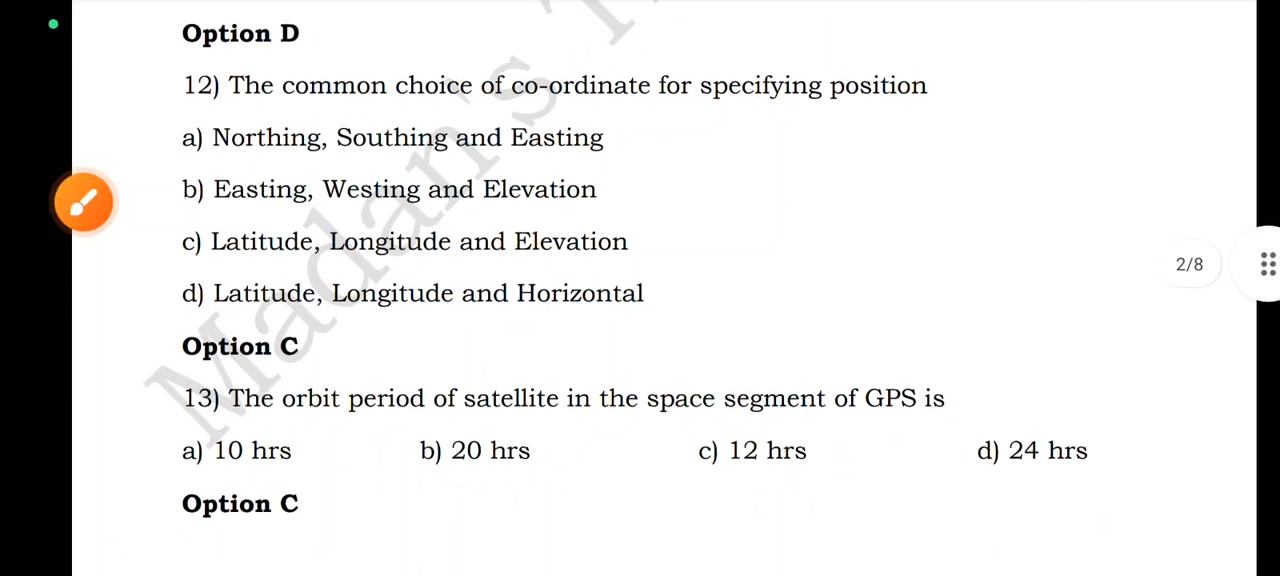 Option D
12) The common choice of co-ordinate for specifying position
a) Northing, Southing and Easting
b) Easting, Westing and Elevation
c) Latitude, Longitude and Elevation
2/8
d) Latitude, Longitude and Horizontal
Option C
13) The orbit period of satellite in the space segment of GPS is
a) 10 hrs b) 20 hrs c) 12 hrs d) 24 hrs
Option C
Madan's